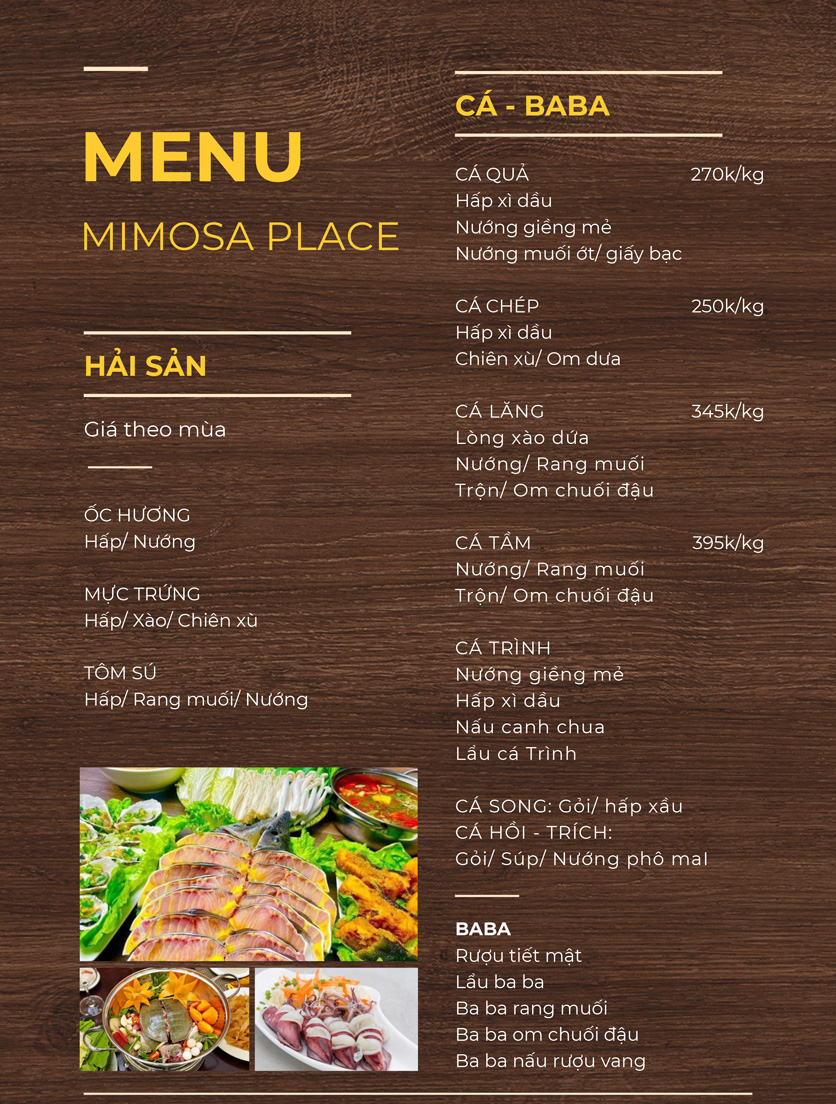 MENU
MIMOSA PLACE
HẢI SẢN
Giá theo mùa
ỐC HƯƠNG
Hấp/ Nướng
MỰC TRỨNG
Hấp/ Xào/ Chiên xù
TÔM SÚ
Hấp/ Rang muối/ Nướng
CÁ - BABA
CÁ QUẢ 270k/kg
Hấp xì dầu
Nướng giềng mẻ
Nướng muối ớt/ giấy bạc
CÁ CHÉP 250k/kg
Hấp xì dầu
Chiên xù/ Om dưa
CÁ LĂNG 345k/kg
Lòng xào dứa
Nướng/ Rang muối
Trộn/ Om chuối đậu
CÁ TẦM 395k/kg
Nướng/ Rang muối
Trộn/ Om chuối đậu
CÁ TRÌNH
Nướng giềng mẻ
Hấp xì dầu
Nấu canh chua
Lẩu cá Trình
CÁ SONG: Gỏi/ hấp xầu
CÁ HỒI - TRÍCH:
Gỏi/ Súp/ Nướng phô mal
BABA
Rượu tiết mật
Lẩu ba ba
Ba ba rang muối
Ba ba om chuối đậu
Ba ba nấu rượu vang